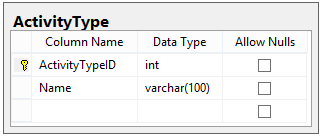 ActivityType
Column Name Data Type Allow Nulls
ActivityTypeID int
Name varchar(100)